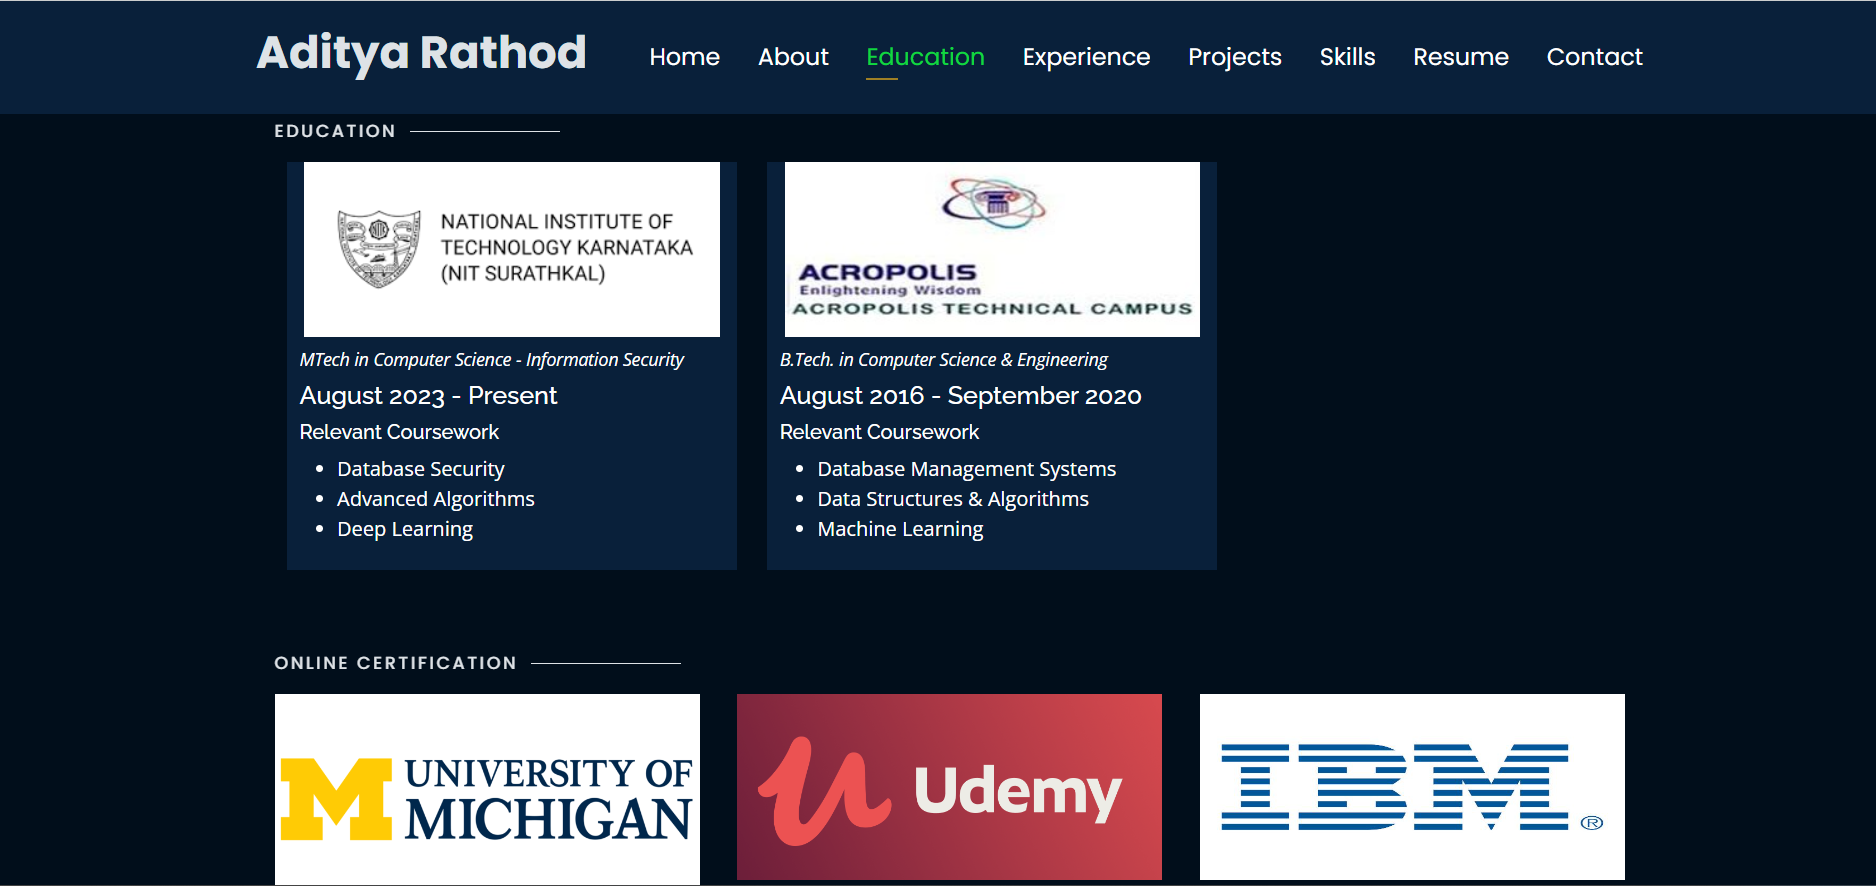 Aditya Rathod
Home About Education Experience Projects Skills Resume Contact
EDUCATION
NATIONAL INSTITUTE OF
TECHNOLOGY KARNATAKA
(NIT SURATHKAL)
MTech in Computer Science - Information Security
August 2023 - Present
Relevant Coursework
Database Security
Advanced Algorithms
Deep Learning
ACROPOLIS
Enlightening Wisdom
ACROPOLIS TECHNICAL CAMPUS
B.Tech. in Computer Science & Engineering
August 2016 - September 2020
Relevant Coursework
Database Management Systems
Data Structures & Algorithms
Machine Learning
ONLINE CERTIFICATION
M UNIVERSITY OF
MICHIGAN
Udemy
IBM®